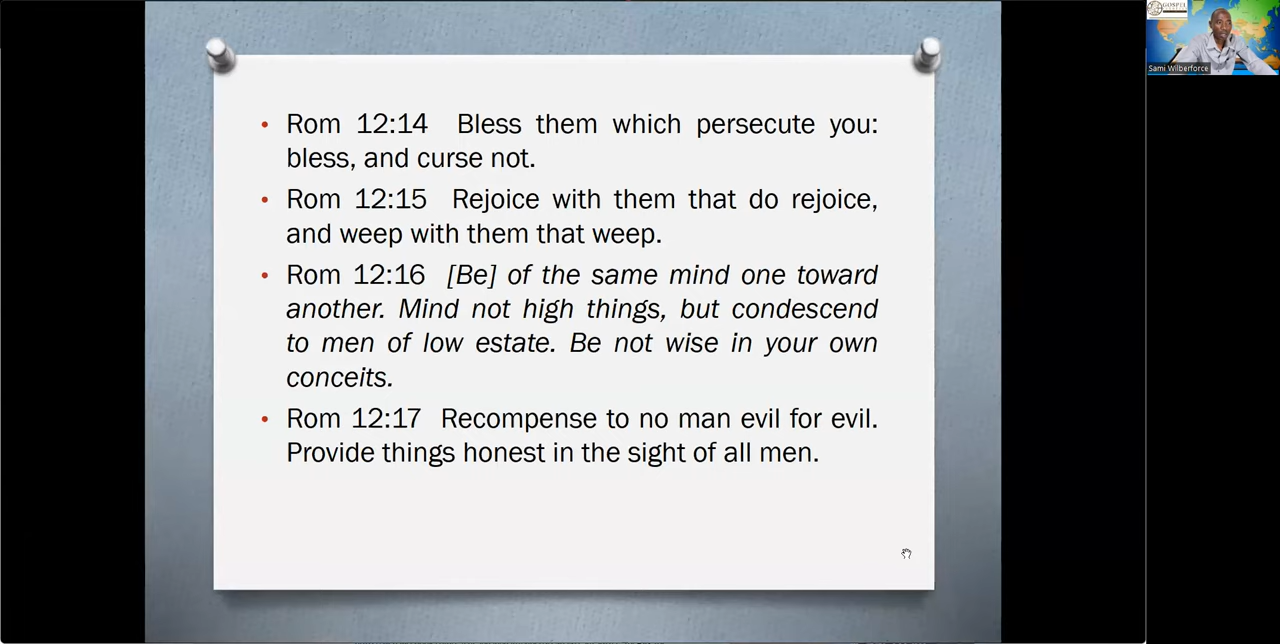 • Rom 12:14 Bless them which persecute you:
bless, and curse not.
• Rom 12:15 Rejoice with them that do rejoice,
and weep with them that weep.
• Rom 12:16 [Be] of the same mind one toward
another. Mind not high things, but condescend
to men of low estate. Be not wise in your own
conceits.
• Rom 12:17 Recompense to no man evil for evil.
Provide things honest in the sight of all men.
GOSPEL
Sami Wilberforce